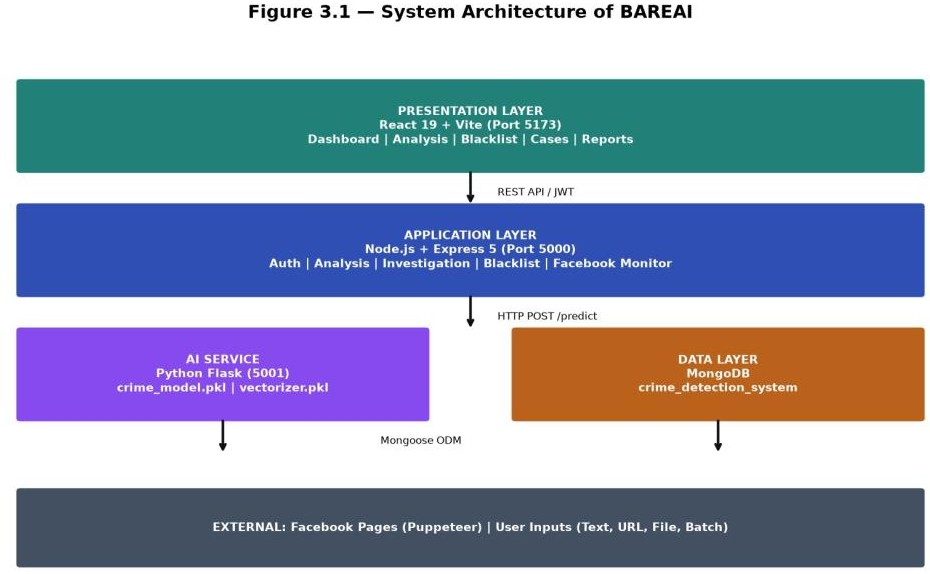 Figure 3.1 — System Architecture of BAREAI
PRESENTATION LAYER
React 19 + Vite (Port 5173)
Dashboard | Analysis | Blacklist | Cases | Reports
REST API / JWT
APPLICATION LAYER
Node.js + Express 5 (Port 5000)
Auth | Analysis | Investigation | Blacklist | Facebook Monitor
HTTP POST /predict
AI SERVICE
Python Flask (5001)
crime_model.pkl | vectorizer.pkl
DATA LAYER
MongoDB
crime_detection_system
Mongoose ODM
EXTERNAL: Facebook Pages (Puppeteer) | User Inputs (Text, URL, File, Batch)